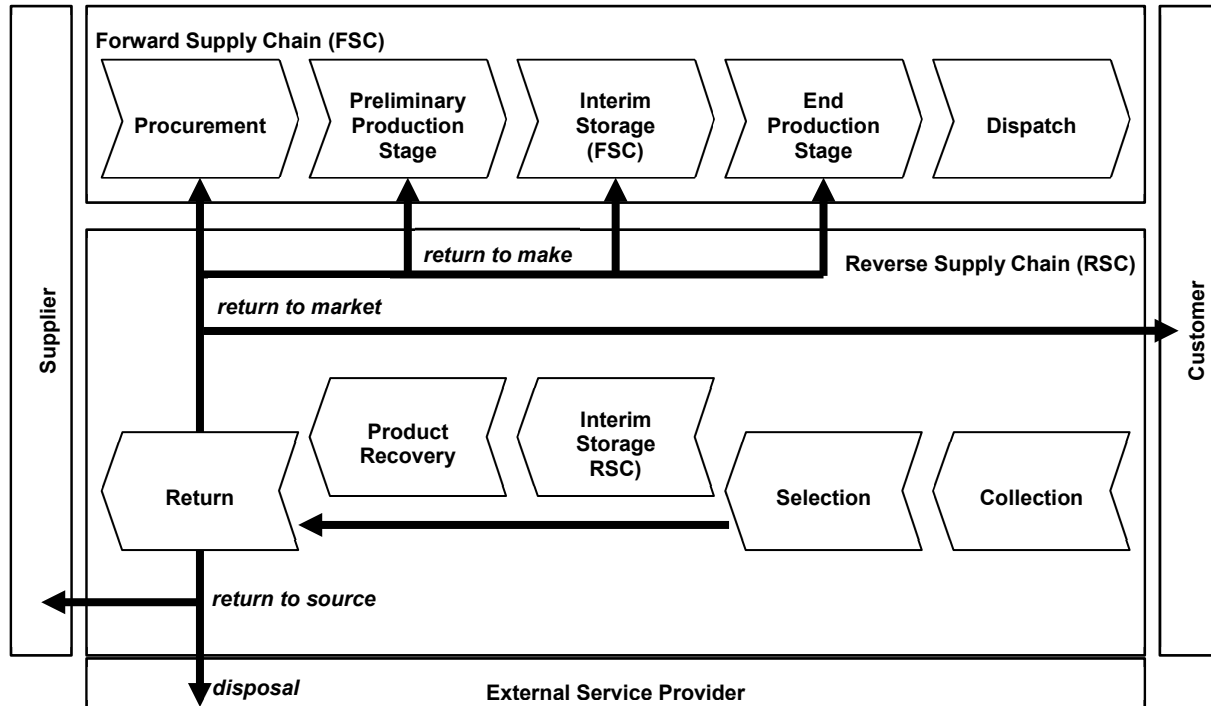 Forward Supply Chain (FSC)
Procurement
Preliminary
Production
Stage
Interim
Storage
(FSC)
End
Production
Stage
Dispatch
return to make
Reverse Supply Chain (RSC)
return to market
Supplier
Customer
Return
Product
Recovery
Interim
Storage
RSC)
Selection
Collection
return to source
disposal
External Service Provider